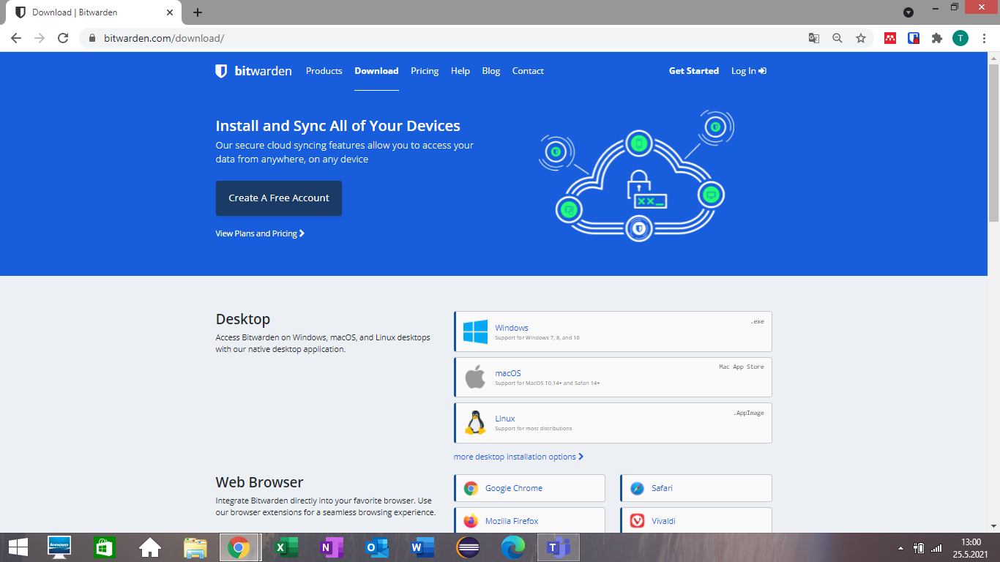 Download | Bitwarden
bitwarden.com/download/
T
bitwarden Products Download Pricing Help Blog Contact Get Started Log In
Install and Sync All of Your Devices
Our secure cloud syncing features allow you to access your
data from anywhere, on any device
Create A Free Account
View Plans and Pricing
Desktop
Access Bitwarden on Windows, macOS, and Linux desktops
with our native desktop application.
Windows .exe
Support for Windows 7, 8, and 10
macOS Mac App Store
Support for MacOS 10.14+ and Safari 14+
Linux .AppImage
Support for most distributions
more desktop installation options
Web Browser
Integrate Bitwarden directly into your favorite browser. Use
our browser extensions for a seamless browsing experience.
Google Chrome Safari
Mozilla Firefox Vivaldi
13:00
25.5.2021